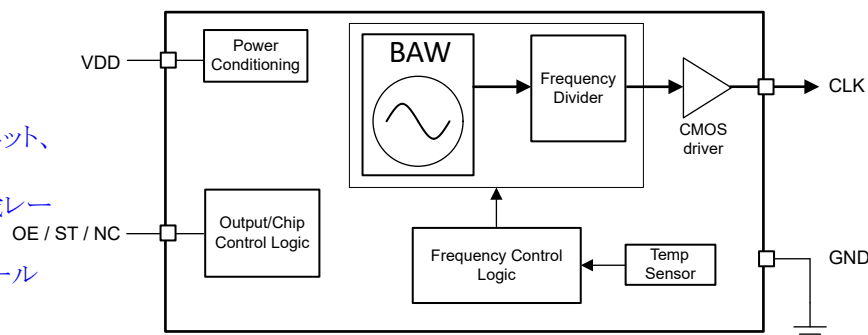 VDD
Power
Conditioning
BAW
Frequency
Divider
CMOS
driver
CLK
OE / ST / NC
Output/Chip
Control Logic
Frequency Control
Logic
Temp
Sensor
GND
ット、
レー
ール